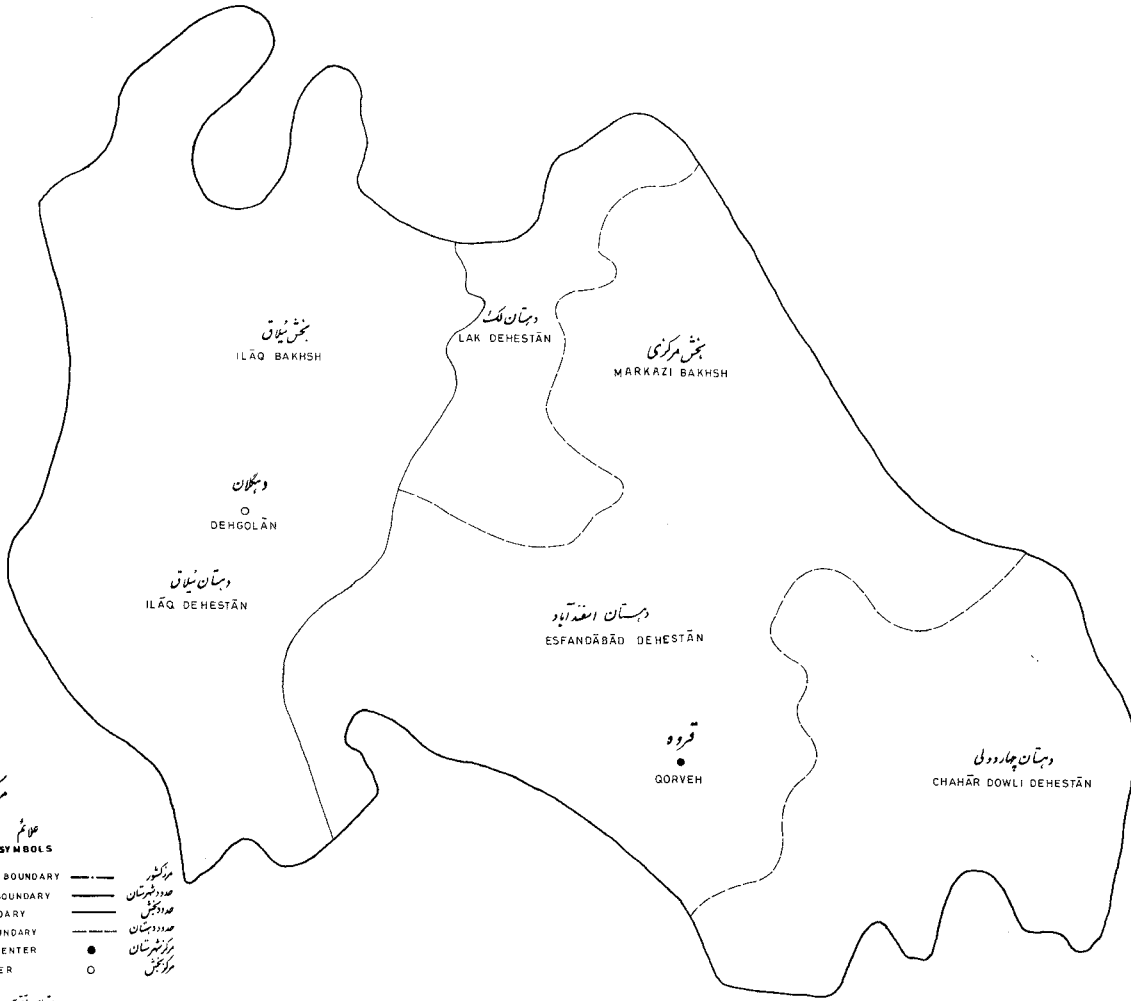 بخش ئیلاق
ILĀQ BAKHSH
دهستان لک
LAK DEHESTĀN
بخش مرکزی
MARKAZI BAKHSH
دهگلان
DEHGOLĀN
دهستان ئیلاق
ILĀQ DEHESTĀN
دهستان اسفندآباد
ESFANDĀBĀD DEHESTĀN
قروه
QORVEH
دهستان چهاردولی
CHAHĀR DOWLI DEHESTĀN
علائم
SYMBOLS
BOUNDARY مرز کشور
BOUNDARY حدود شهرستان
DARY حدود بخش
UNDARY حدود دهستان
ENTER مرکز شهرستان
ER مرکز بخش